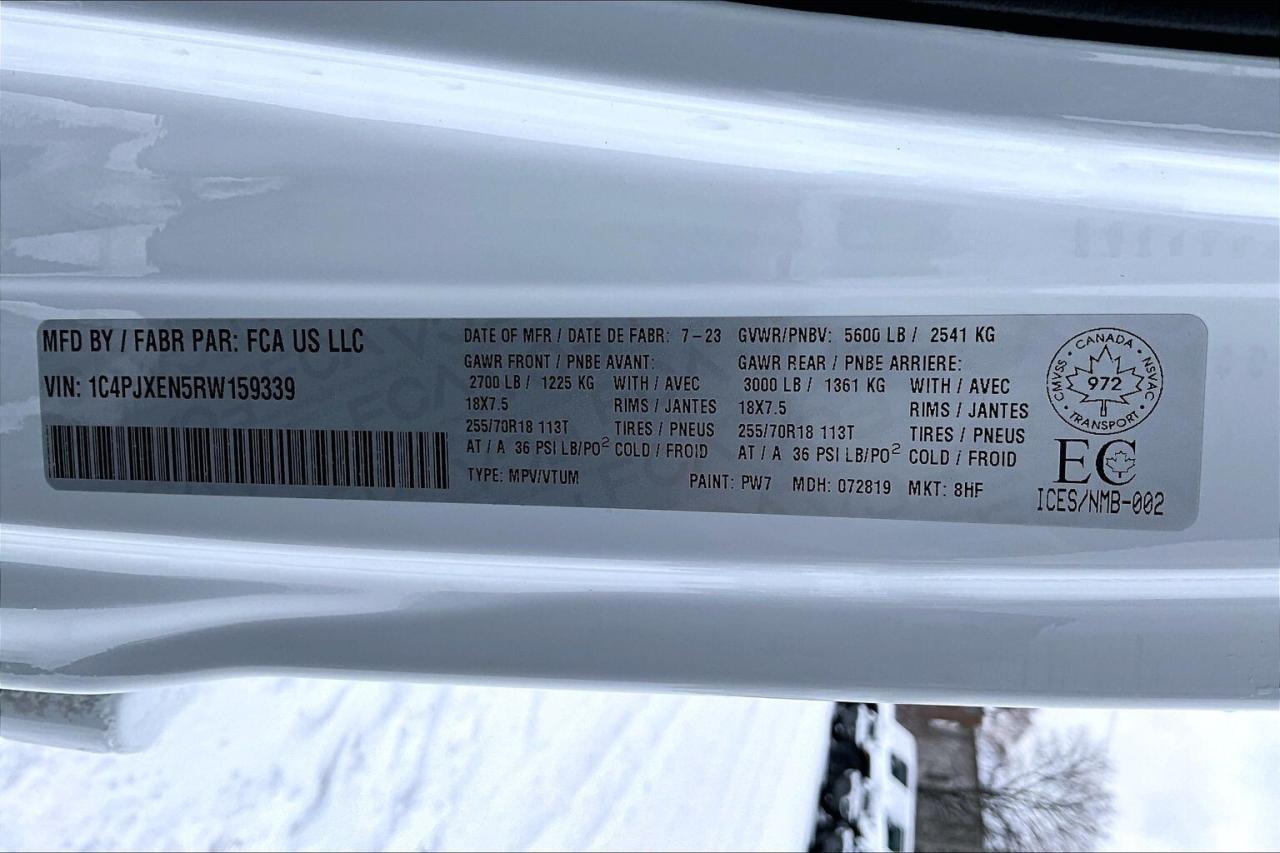 MFD BY / FABR PAR: FCA US LLC
VIN: 1C4PJXEN5RW159339
DATE OF MFR / DATE DE FABR: 7-23
GAWR FRONT / PNBE AVANT:
2700 LB / 1225 KG WITH / AVEC
18X7.5 RIMS / JANTES
255/70R18 113T TIRES / PNEUS
AT / A 36 PSI LB/PO² COLD / FROID
TYPE: MPV/VTUM
GVWR/PNBV: 5600 LB / 2541 KG
GAWR REAR / PNBE ARRIERE:
3000 LB / 1361 KG WITH / AVEC
18X7.5 RIMS / JANTES
255/70R18 113T TIRES / PNEUS
AT / A 36 PSI LB/PO² COLD / FROID
PAINT: PW7 MDH: 072819 MKT: 8HF
CMVSS • CANADA • NSVAC
972
• TRANSPORT •
EC
ICES/NMB-002